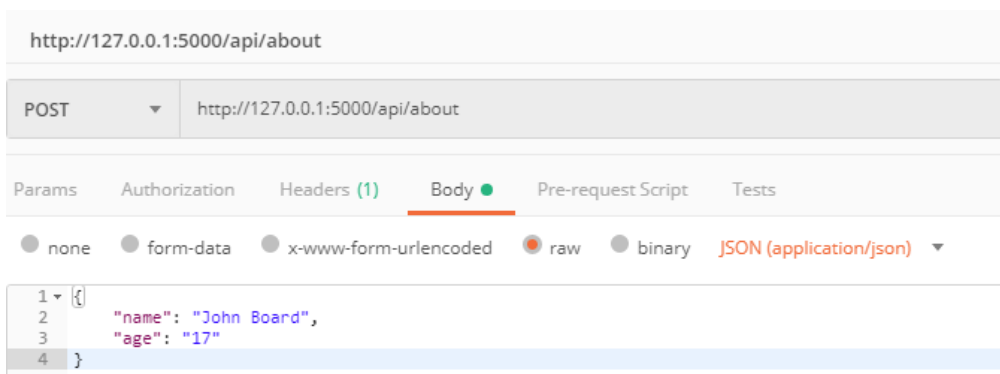 http://127.0.0.1:5000/api/about
POST http://127.0.0.1:5000/api/about
Params Authorization Headers (1) Body Pre-request Script Tests
none form-data x-www-form-urlencoded raw binary JSON (application/json)
1 {
2 "name": "John Board",
3 "age": "17"
4 }